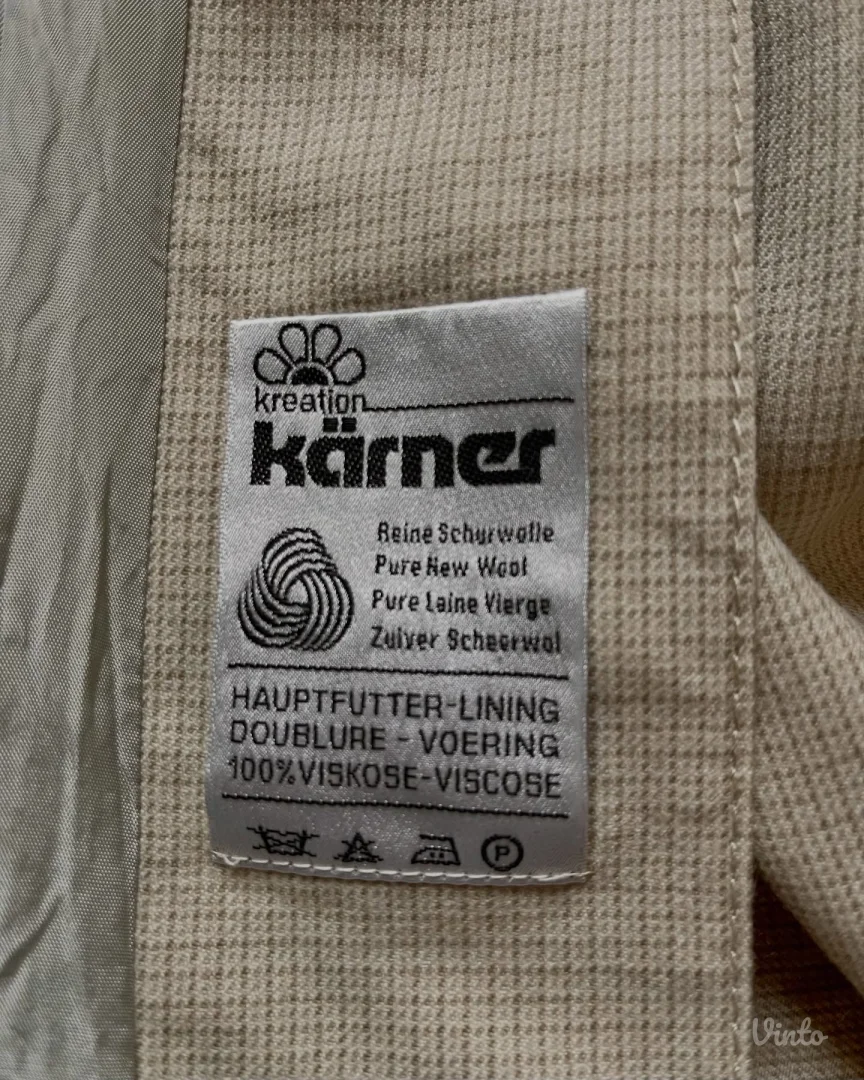 kreation
kärner
Reine Schurwolle
Pure New Wool
Pure Laine Vierge
Zuiver Scheerwol
HAUPTFUTTER-LINING
DOUBLURE - VOERING
100%VISKOSE-VISCOSE
P
Vinto